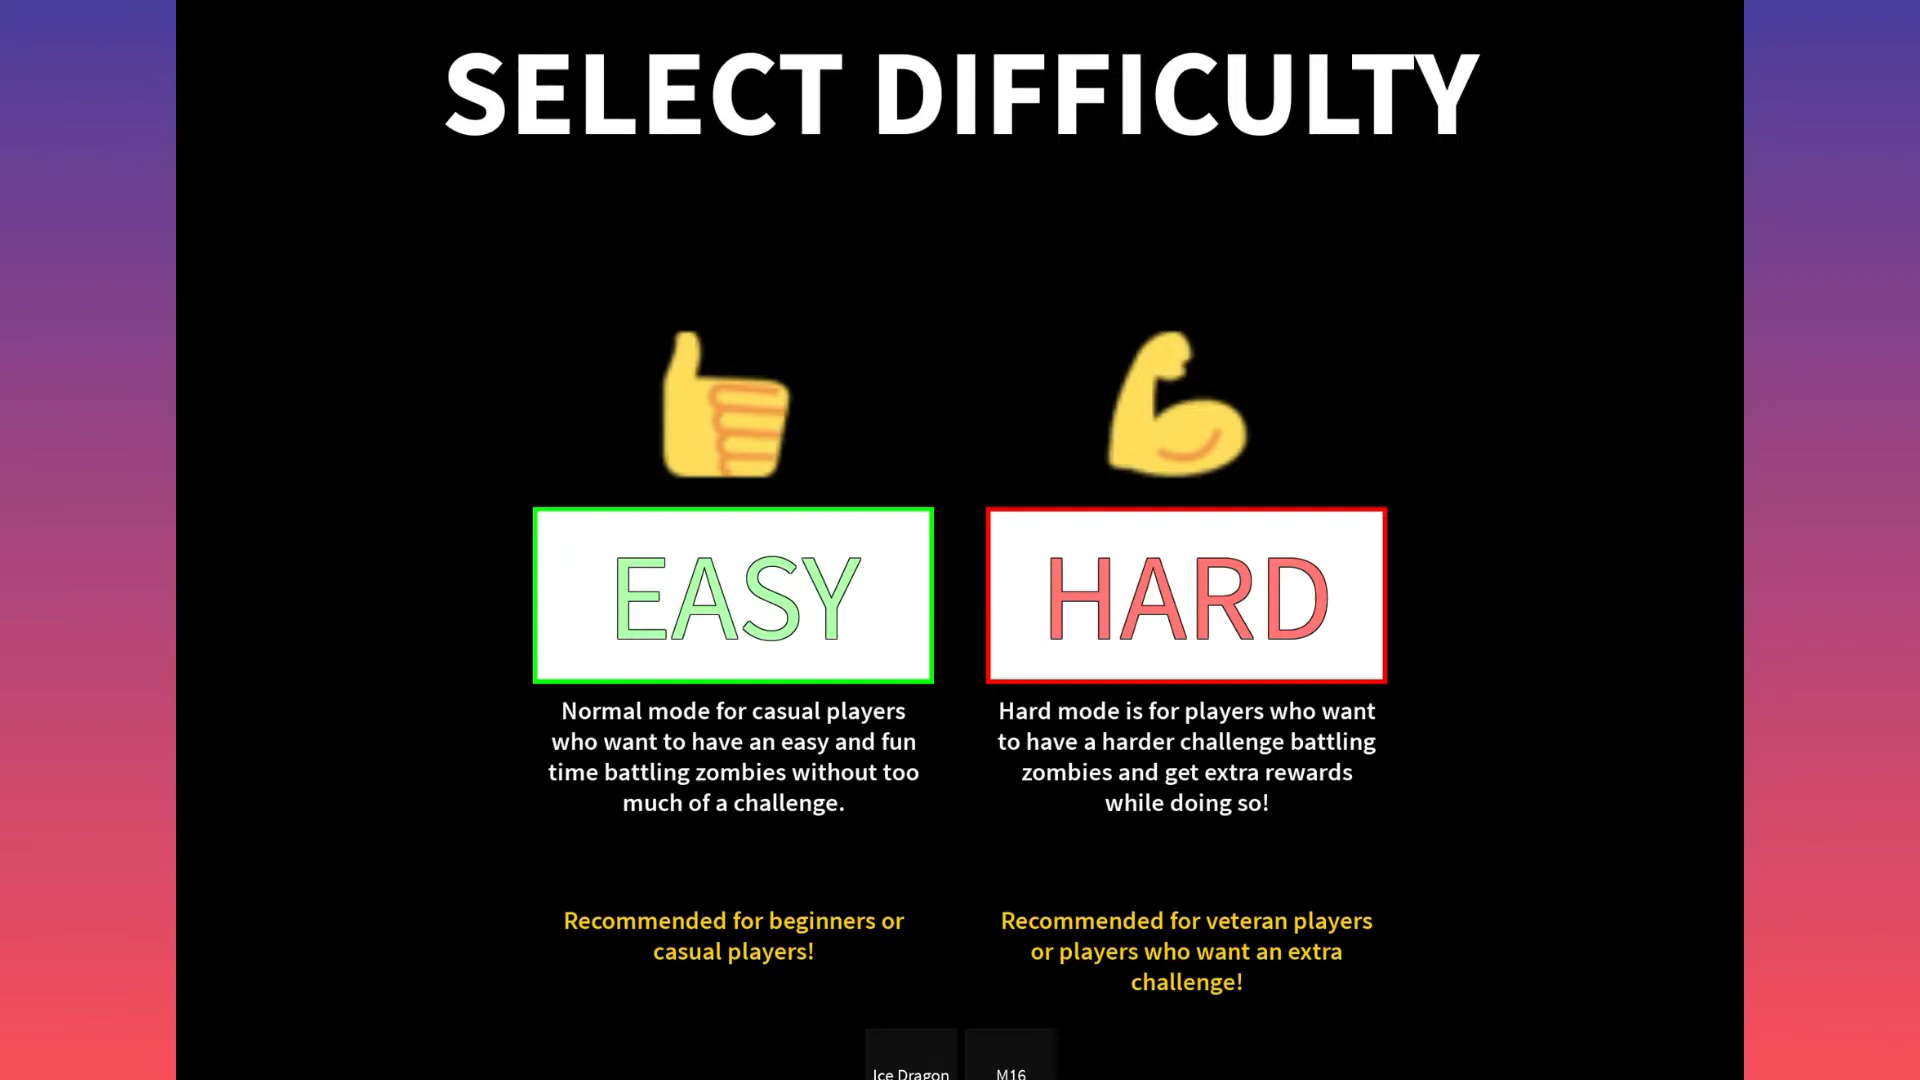 SELECT DIFFICULTY
EASY
HARD
Normal mode for casual players
who want to have an easy and fun
time battling zombies without too
much of a challenge.
Hard mode is for players who want
to have a harder challenge battling
zombies and get extra rewards
while doing so!
Recommended for beginners or
casual players!
Recommended for veteran players
or players who want an extra
challenge!
Ice Dragon
M16